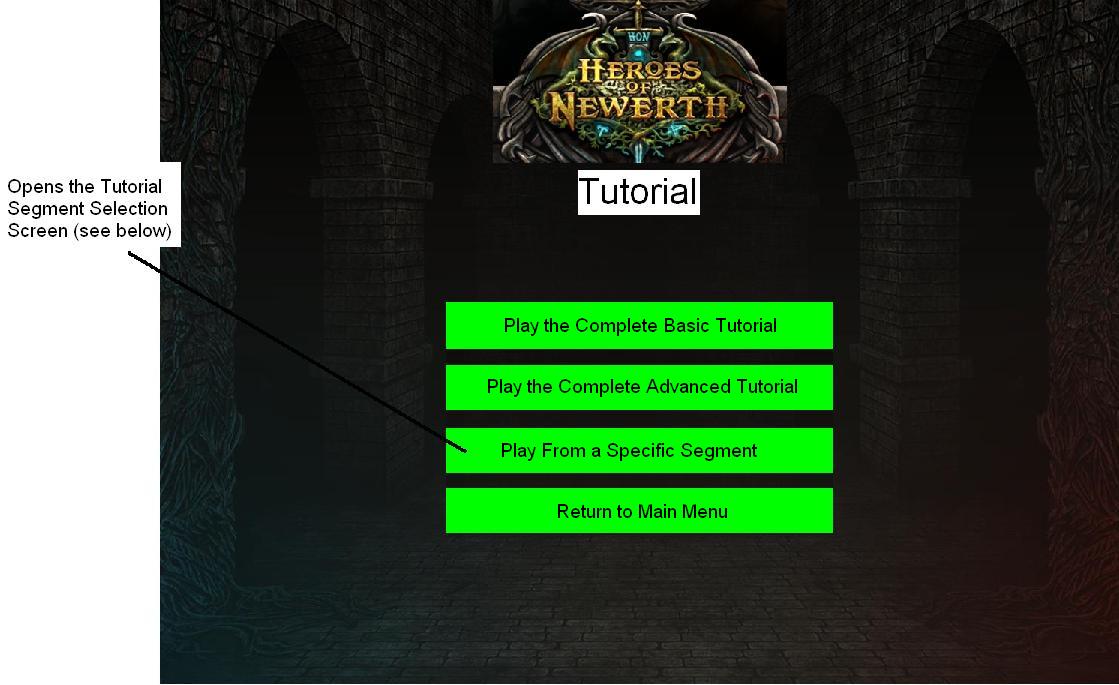 HON
HEROES
OF
NEWERTH
Tutorial
Opens the Tutorial
Segment Selection
Screen (see below)
Play the Complete Basic Tutorial
Play the Complete Advanced Tutorial
Play From a Specific Segment
Return to Main Menu